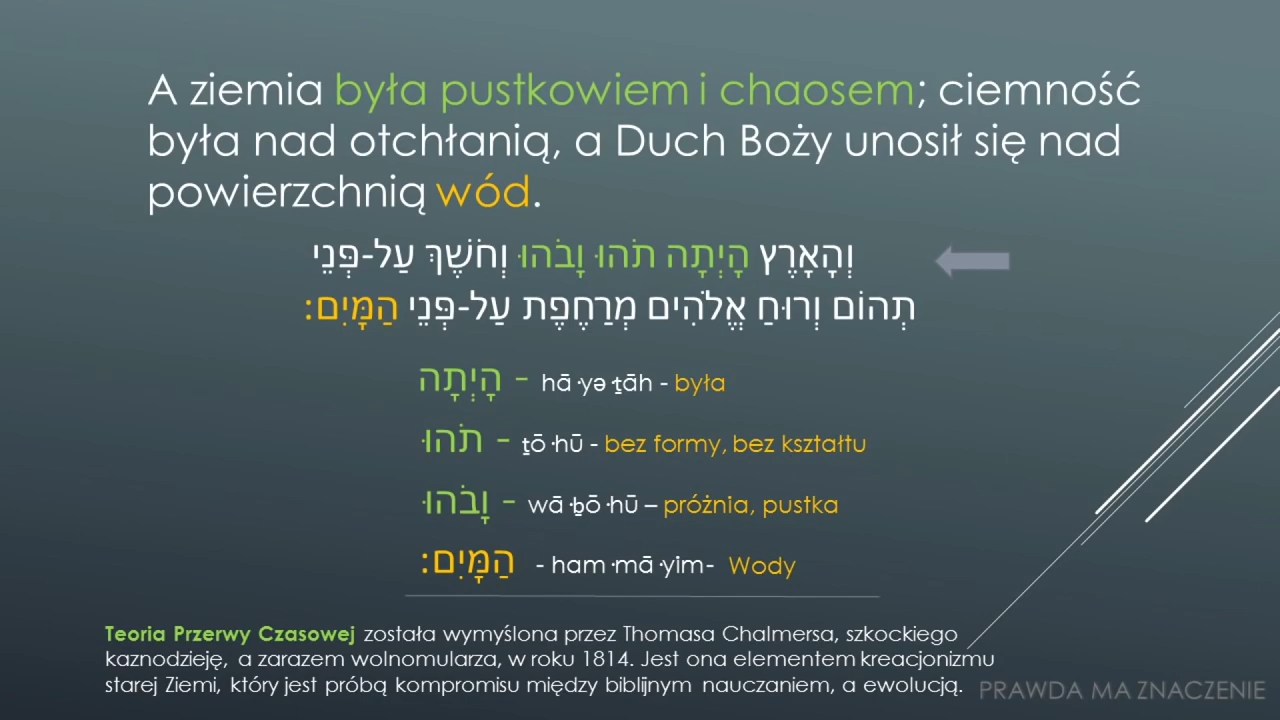 A ziemia była pustkowiem i chaosem; ciemność
była nad otchłanią, a Duch Boży unosił się nad
powierzchnią wód.
וְהָאָרֶץ הָיְתָה תֹהוּ וָבֹהוּ וְחֹשֶׁךְ עַל-פְּנֵי
תְהוֹם וְרוּחַ אֱלֹהִים מְרַחֶפֶת עַל-פְּנֵי הַמָּיִם:
הָיְתָה - hā·yə·ṯāh - była
תֹהוּ - ṯō·hū - bez formy, bez kształtu
וָבֹהוּ - wā·ḇō·hū – próżnia, pustka
הַמָּיִם: - ham·mā·yim- Wody
Teoria Przerwy Czasowej została wymyślona przez Thomasa Chalmersa, szkockiego
kaznodzieję, a zarazem wolnomularza, w roku 1814. Jest ona elementem kreacjonizmu
starej Ziemi, który jest próbą kompromisu między biblijnym nauczaniem, a ewolucją.
PRAWDA MA ZNACZENIE